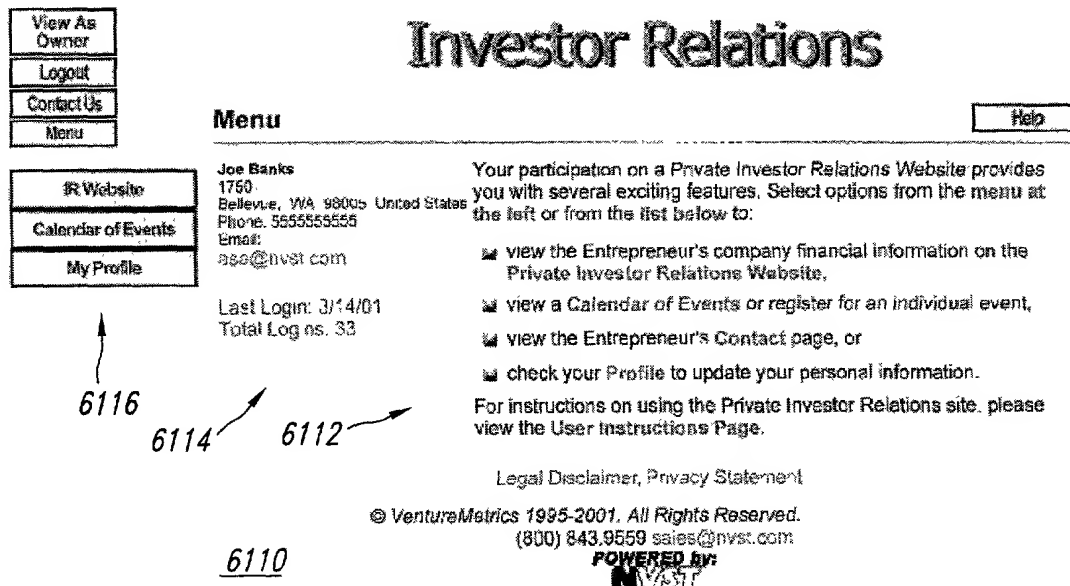 View As
Owner
Logout
Contact Us
Menu
Investor Relations
Menu
Help
IR Website
Calendar of Events
My Profile
Joe Banks
1750
Bellevue, WA 98005 United States
Phone. 5555555555
Email:
@nvst.com
Last Login: 3/14/01
Total Logins. 33
Your participation on a Private Investor Relations Website provides
you with several exciting features. Select options from the menu at
the left or from the list below to:
view the Entrepreneur's company financial information on the
Private Investor Relations Website,
view a Calendar of Events or register for an individual event,
view the Entrepreneur's Contact page, or
check your Profile to update your personal information.
For instructions on using the Private Investor Relations site, please
view the User Instructions Page.
Legal Disclaimer, Privacy Statement
© VentureMetrics 1995-2001. All Rights Reserved.
(800) 843.9559 sales@nvst.com
POWERED by:
NVST
6116
6114
6112
6110